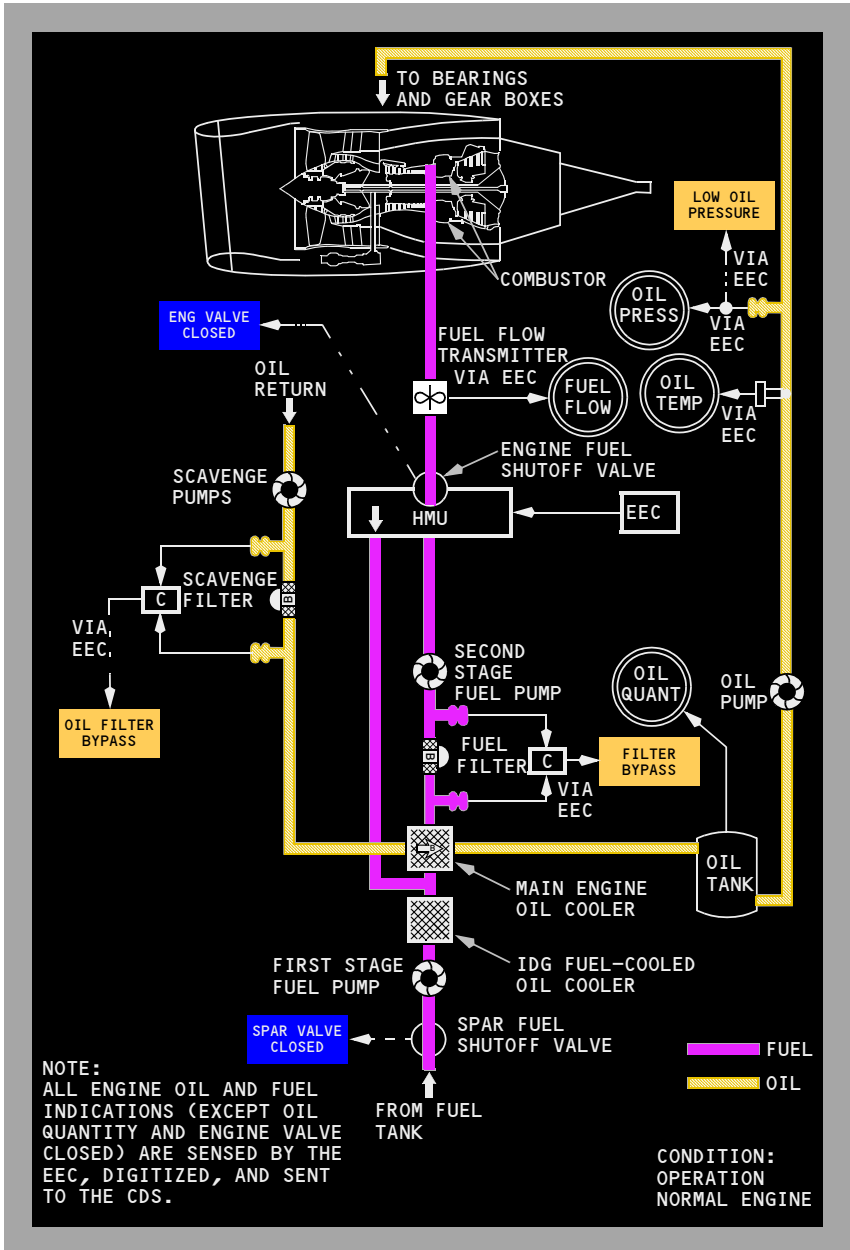 TO BEARINGS
AND GEAR BOXES
LOW OIL
PRESSURE
VIA
EEC
COMBUSTOR
OIL
PRESS
VIA
EEC
ENG VALVE
CLOSED
FUEL FLOW
TRANSMITTER
VIA EEC
OIL
RETURN
FUEL
FLOW
OIL
TEMP
VIA
EEC
ENGINE FUEL
SHUTOFF VALVE
SCAVENGE
PUMPS
HMU
EEC
SCAVENGE
FILTER
B
C
VIA
EEC
SECOND
STAGE
FUEL PUMP
OIL
QUANT
OIL
PUMP
OIL FILTER
BYPASS
FUEL
FILTER
B
C
FILTER
BYPASS
VIA
EEC
B
OIL
TANK
MAIN ENGINE
OIL COOLER
IDG FUEL-COOLED
OIL COOLER
FIRST STAGE
FUEL PUMP
SPAR VALVE
CLOSED
SPAR FUEL
SHUTOFF VALVE
FUEL
OIL
FROM FUEL
TANK
NOTE:
ALL ENGINE OIL AND FUEL
INDICATIONS (EXCEPT OIL
QUANTITY AND ENGINE VALVE
CLOSED) ARE SENSED BY THE
EEC, DIGITIZED, AND SENT
TO THE CDS.
CONDITION:
OPERATION
NORMAL ENGINE